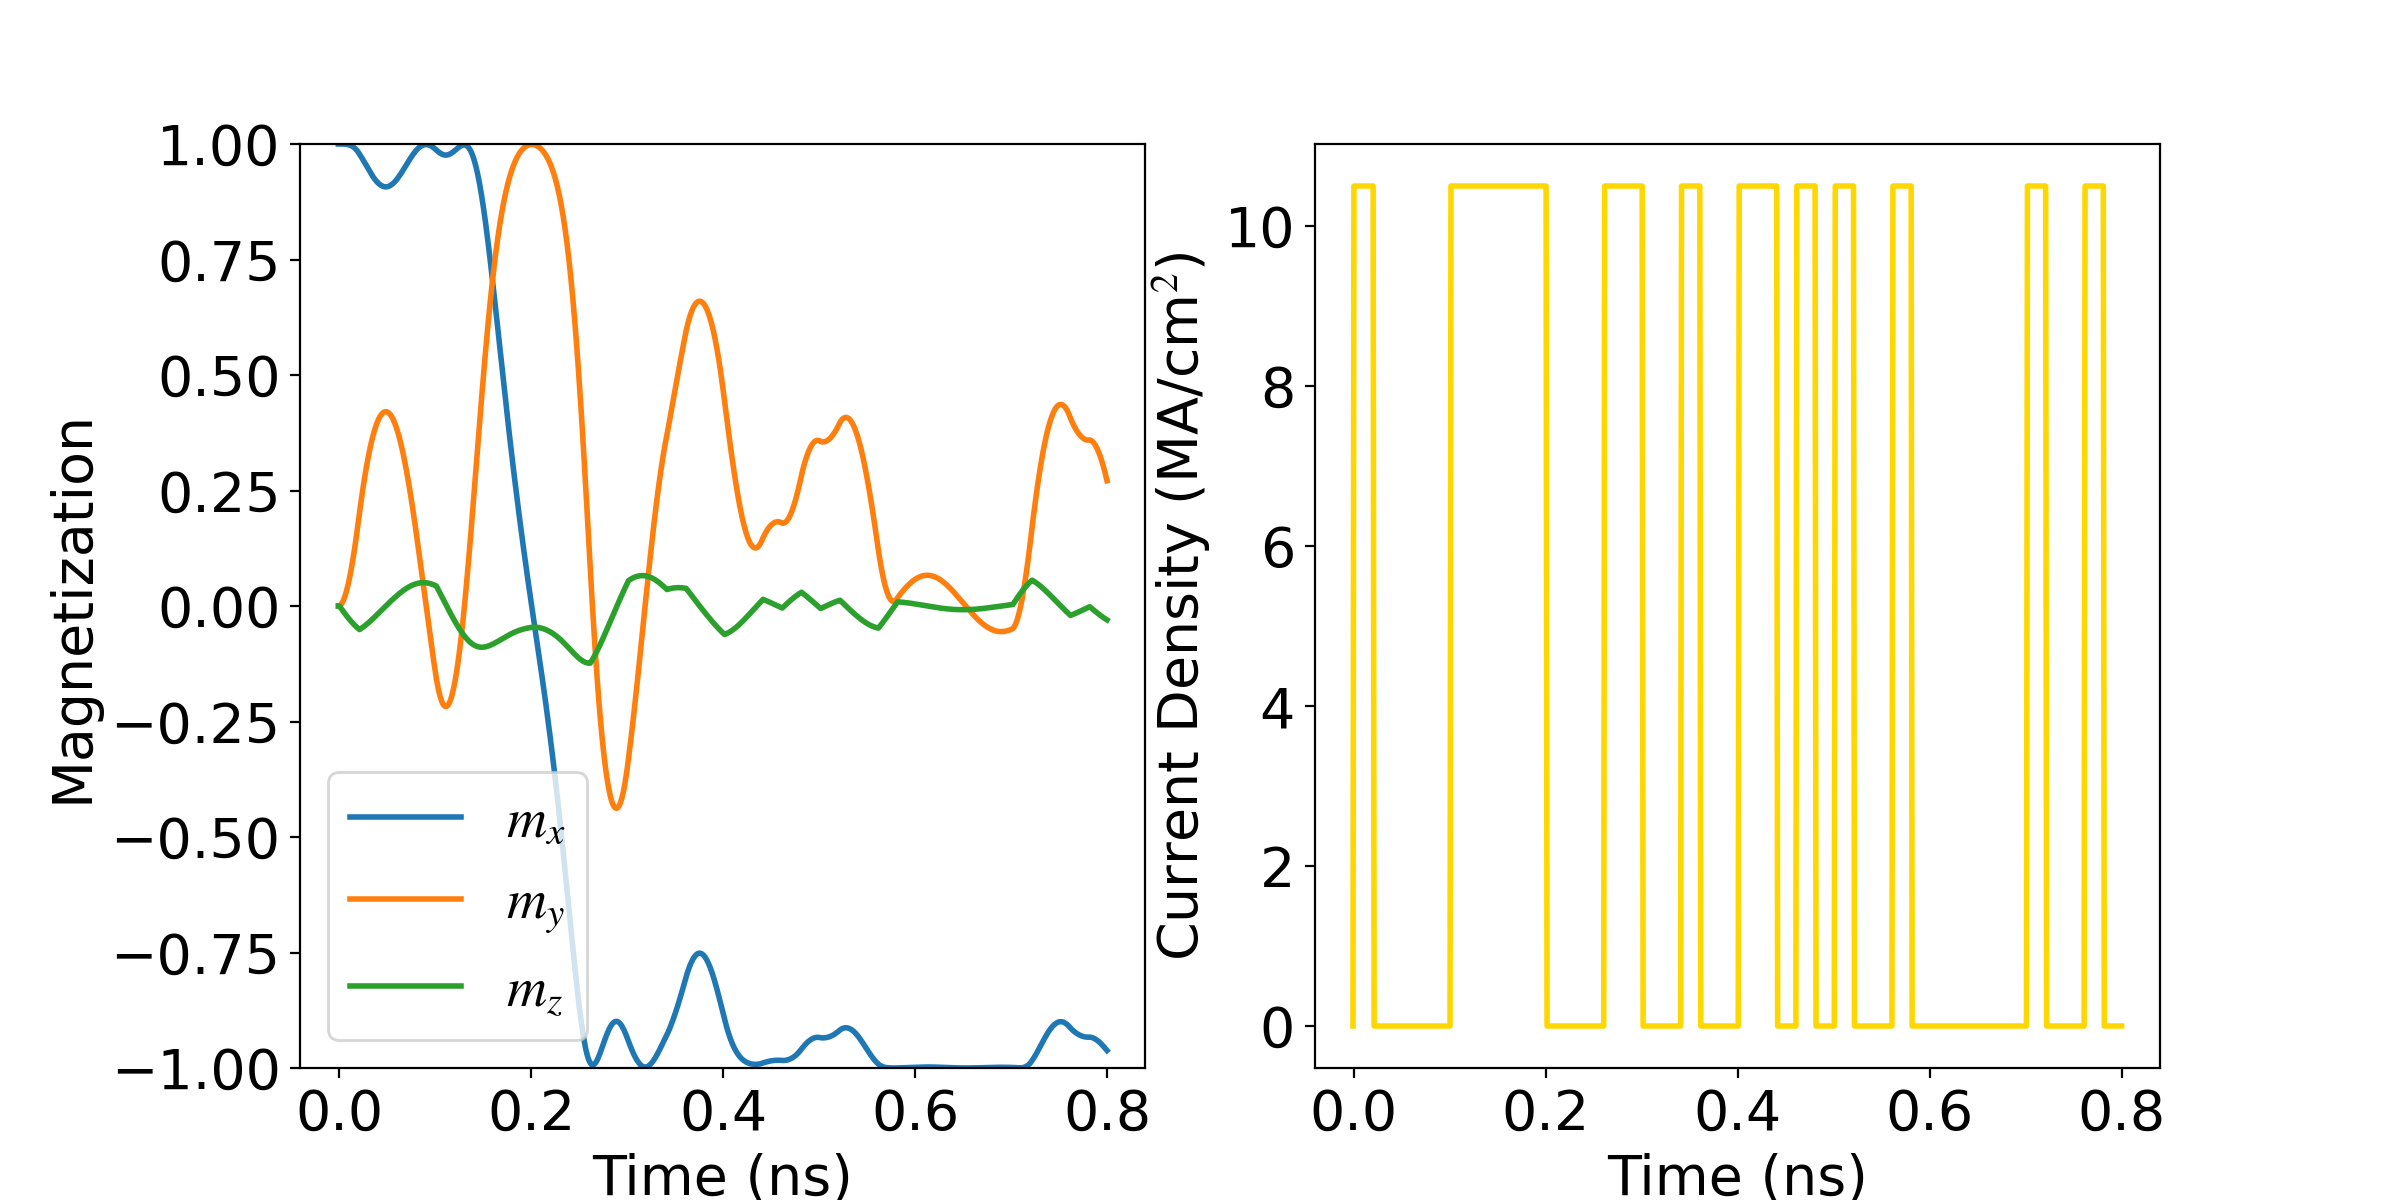 Magnetization
1.00
0.75
0.50
0.25
0.00
−0.25
−0.50
−0.75
−1.00
m_x
m_y
m_z
0.0 0.2 0.4 0.6 0.8
Time (ns)
Current Density (MA/cm²)
10
8
6
4
2
0
0.0 0.2 0.4 0.6 0.8
Time (ns)